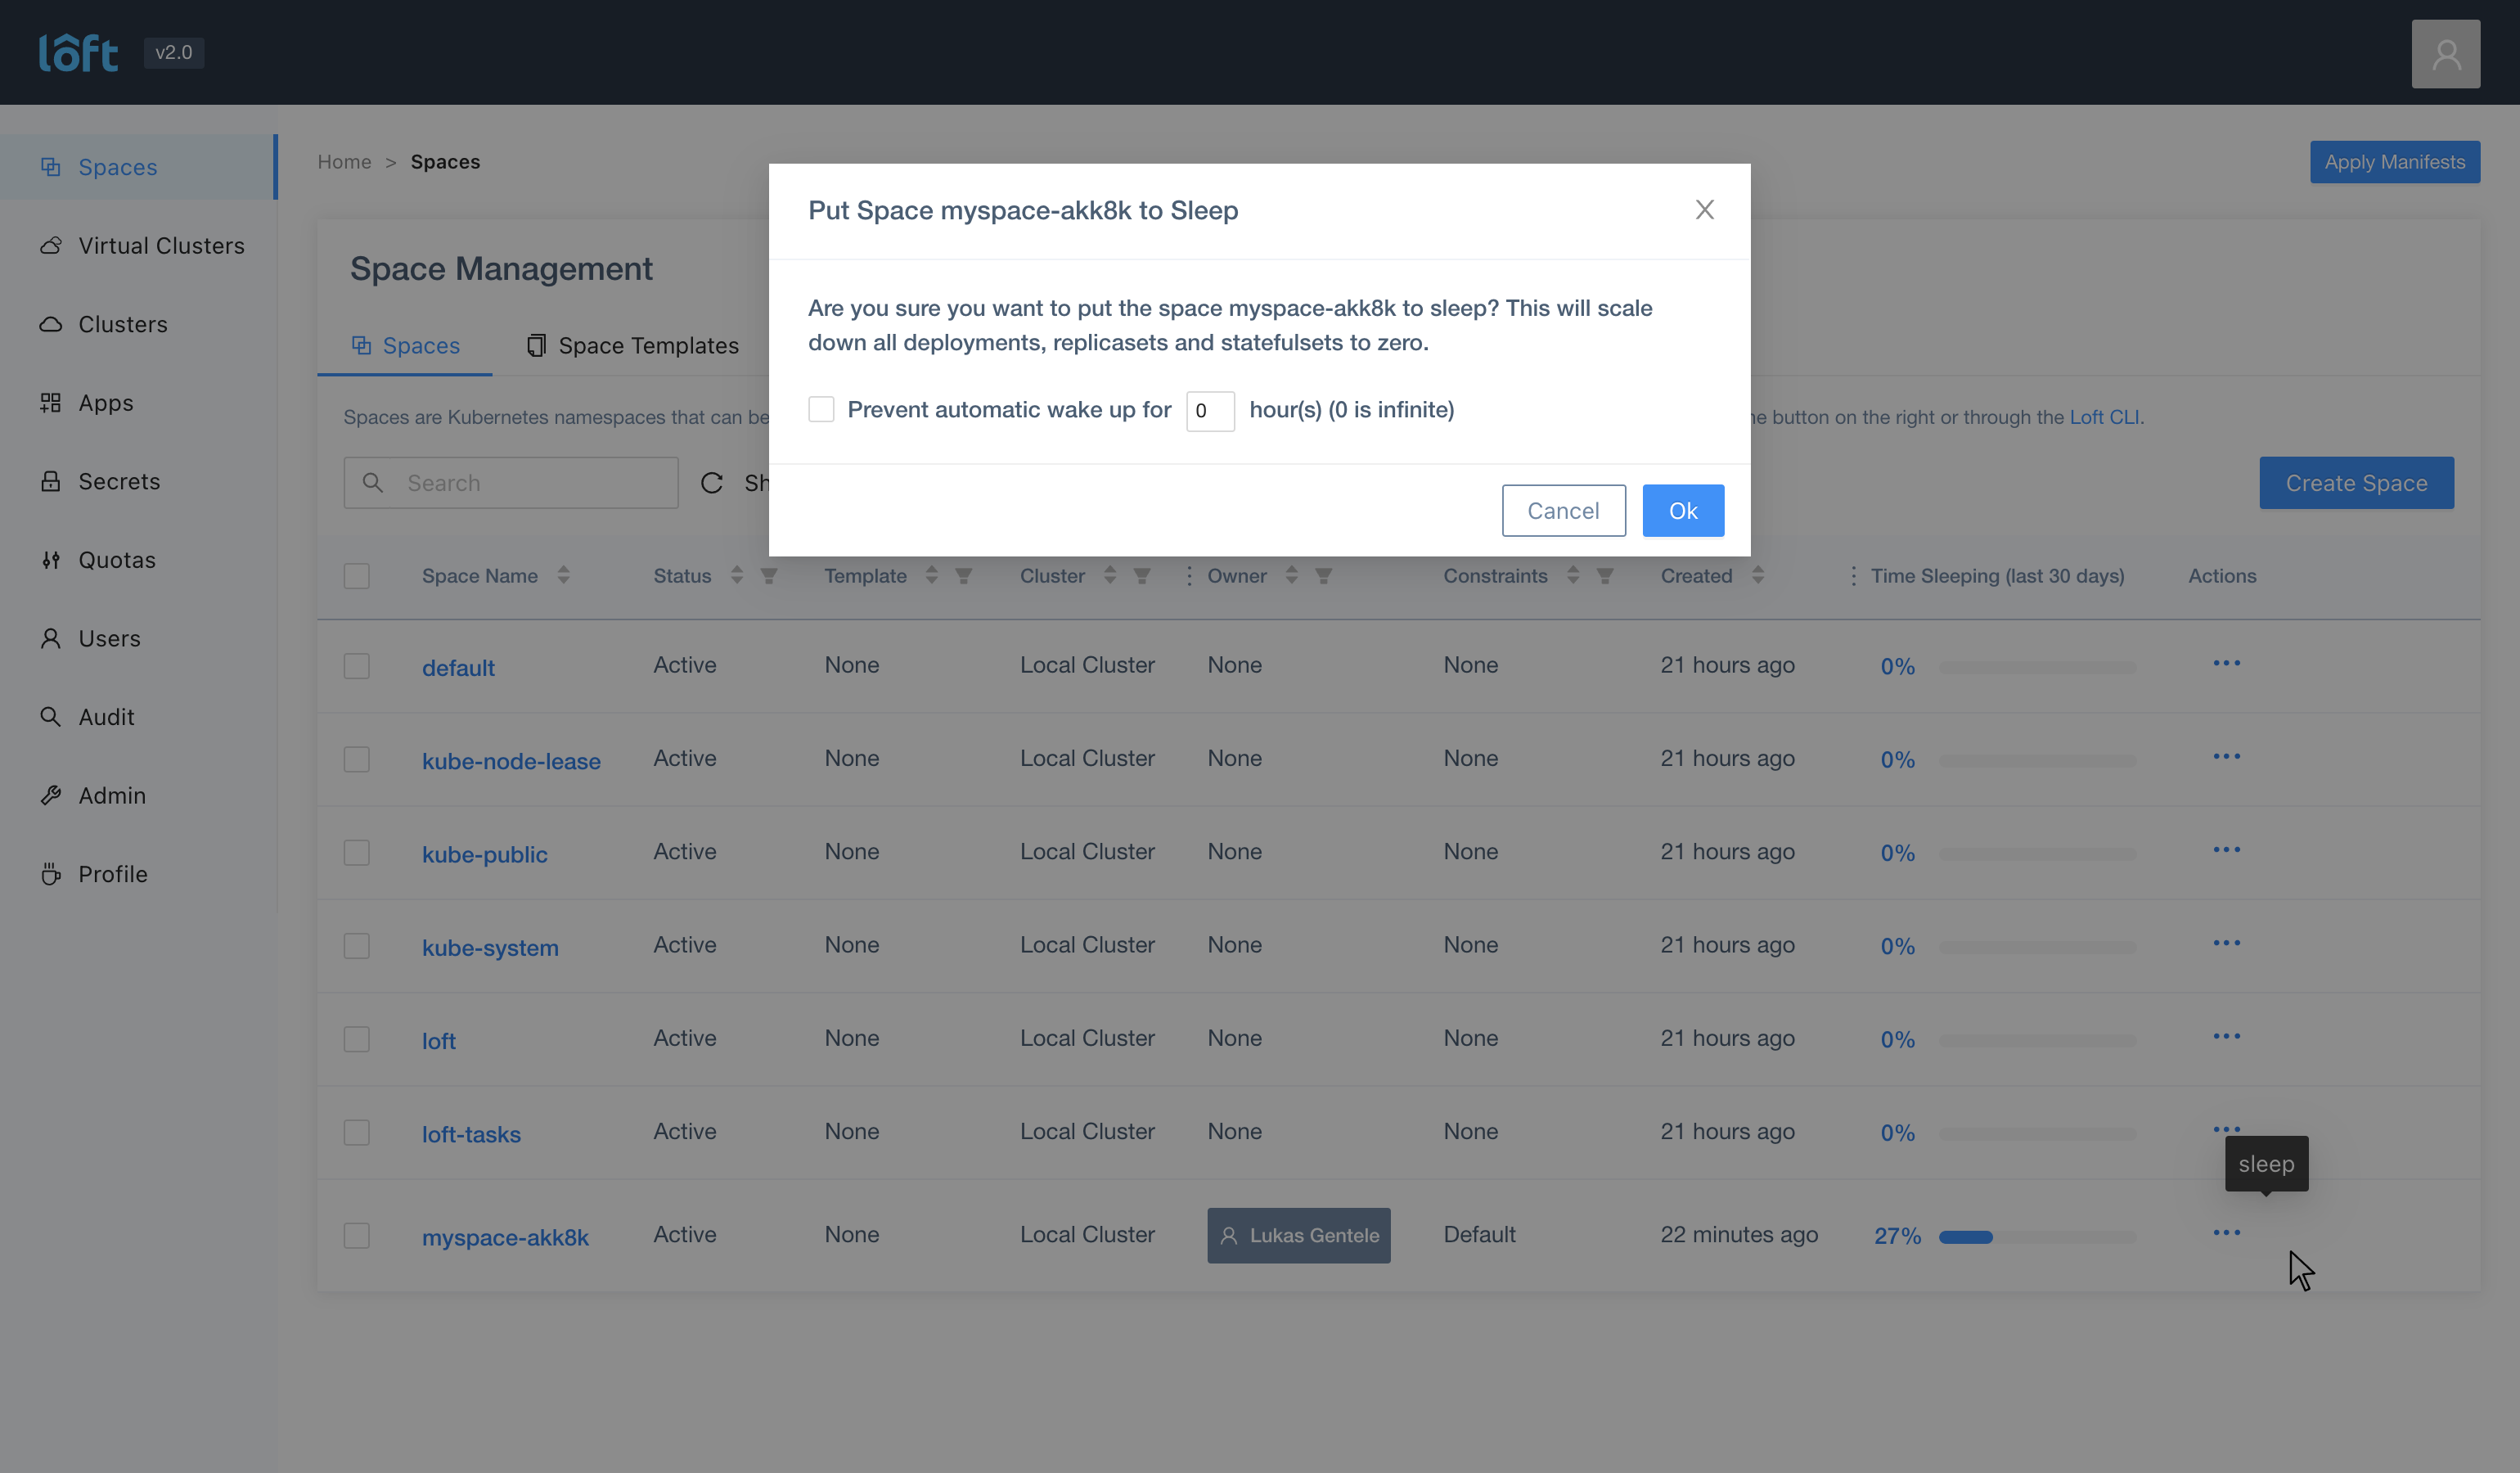 lôft v2.0
Spaces
Virtual Clusters
Clusters
Apps
Secrets
Quotas
Users
Audit
Admin
Profile
Home > Spaces
Apply Manifests
Space Management
Spaces Space Templates
Spaces are Kubernetes namespaces that can be
button on the right or through the Loft CLI.
Search
Create Space
Put Space myspace-akk8k to Sleep
Are you sure you want to put the space myspace-akk8k to sleep? This will scale
down all deployments, replicasets and statefulsets to zero.
Prevent automatic wake up for 0 hour(s) (0 is infinite)
Cancel Ok
Space Name Status Template Cluster Owner Constraints Created Time Sleeping (last 30 days) Actions
default Active None Local Cluster None None 21 hours ago 0%
kube-node-lease Active None Local Cluster None None 21 hours ago 0%
kube-public Active None Local Cluster None None 21 hours ago 0%
kube-system Active None Local Cluster None None 21 hours ago 0%
loft Active None Local Cluster None None 21 hours ago 0%
loft-tasks Active None Local Cluster None None 21 hours ago 0%
sleep
myspace-akk8k Active None Local Cluster Lukas Gentele Default 22 minutes ago 27%